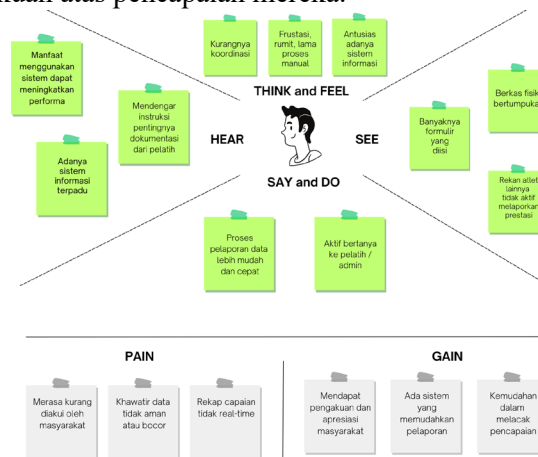 atas pencapaian mereka.
Kurangnya
koordinasi
Frustasi,
rumit, lama
proses
manual
Antusias
adanya
sistem
informasi
Manfaat
menggunakan
sistem dapat
meningkatkan
performa
Mendengar
instruksi
pentingnya
dokumentasi
dari pelatih
Adanya
sistem
informasi
terpadu
THINK and FEEL
HEAR
SEE
SAY and DO
Banyaknya
formulir
yang
diisi
Berkas fisik
Rekan atlet
lainnya
tidak aktif
melaporkan
prestasi
Proses
pelaporan data
lebih mudah
dan cepat
Aktif bertanya
ke pelatih /
admin
PAIN
Merasa kurang
diakui oleh
masyarakat
Khawatir data
tidak aman
atau bocor
Rekap capaian
tidak real-time
GAIN
Mendapat
pengakuan dan
apresiasi
masyarakat
Ada sistem
yang
memudahkan
pelaporan
Kemudahan
dalam
melacak
pencapaian